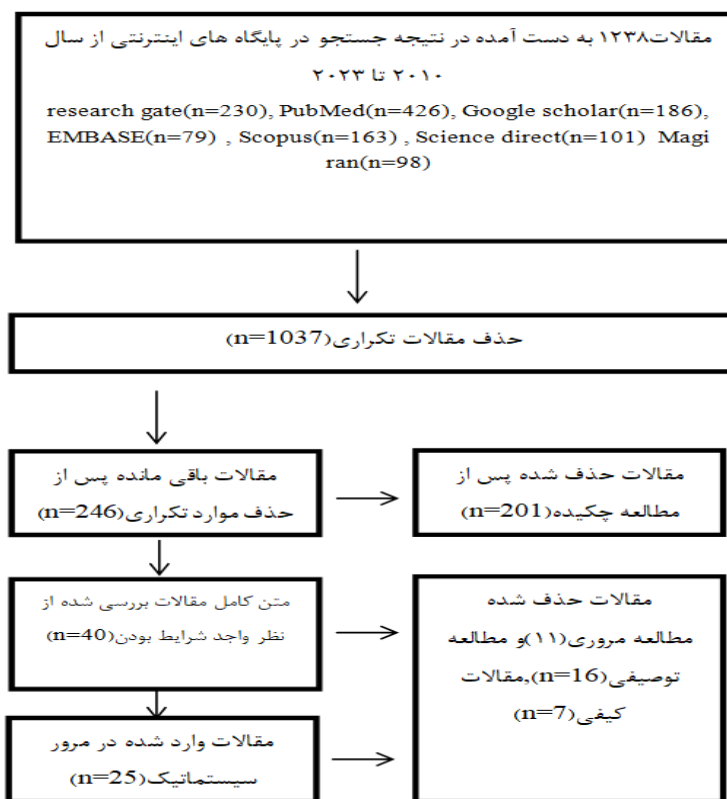 مقالات۱۲۳۸ به دست آمده در نتیجه جستجو در پایگاه های اینترنتی از سال
۲۰۱۰ تا ۲۰۲۳
research gate(n=230), PubMed(n=426), Google scholar(n=186),
EMBASE(n=79) , Scopus(n=163) , Science direct(n=101) Magi
ran(n=98)
حذف مقالات تکراری(n=1037)
مقالات باقی مانده پس از
حذف موارد تکراری(n=246)
مقالات حذف شده پس از
مطالعه چکیده(n=201)
متن کامل مقالات بررسی شده از
نظر واجد شرایط بودن(n=40)
مقالات حذف شده
مطالعه مروری(۱۱)و مطالعه
توصیفی(n=16),مقالات
کیفی(n=7)
مقالات وارد شده در مرور
سیستماتیک(n=25)